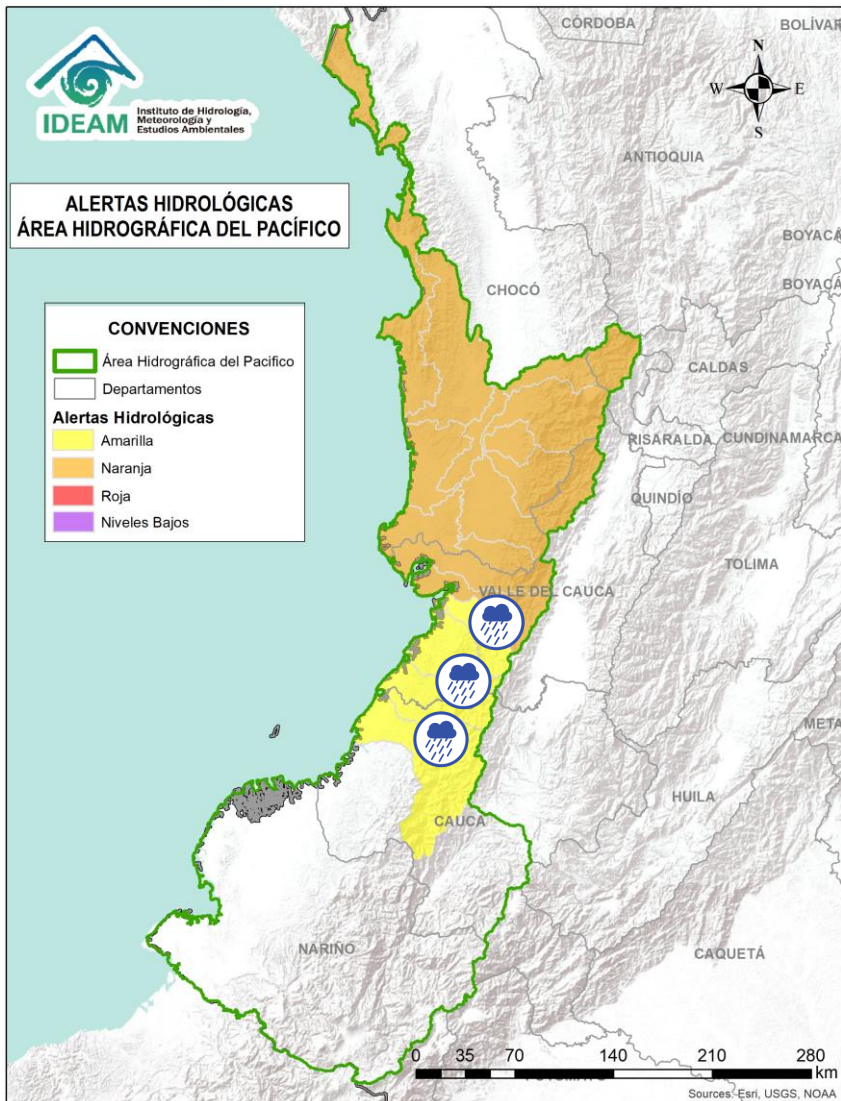 CÓRDOBA
BOLÍVAR
IDEAM
Instituto de Hidrología,
Meteorología y
Estudios Ambientales
N
W
E
S
ANTIOQUIA
ALERTAS HIDROLÓGICAS
ÁREA HIDROGRÁFICA DEL PACÍFICO
BOYACÁ
BOYACÁ
CHOCÓ
CONVENCIONES
Área Hidrográfica del Pacifico
Departamentos
Alertas Hidrológicas
Amarilla
Naranja
Roja
Niveles Bajos
CALDAS
RISARALDA
CUNDINAMARCA
QUINDÍO
TOLIMA
VALLE DEL CAUCA
META
HUILA
CAUCA
NARIÑO
CAQUETÁ
0 35 70 140 210 280
km
Sources: Esri, USGS, NOAA